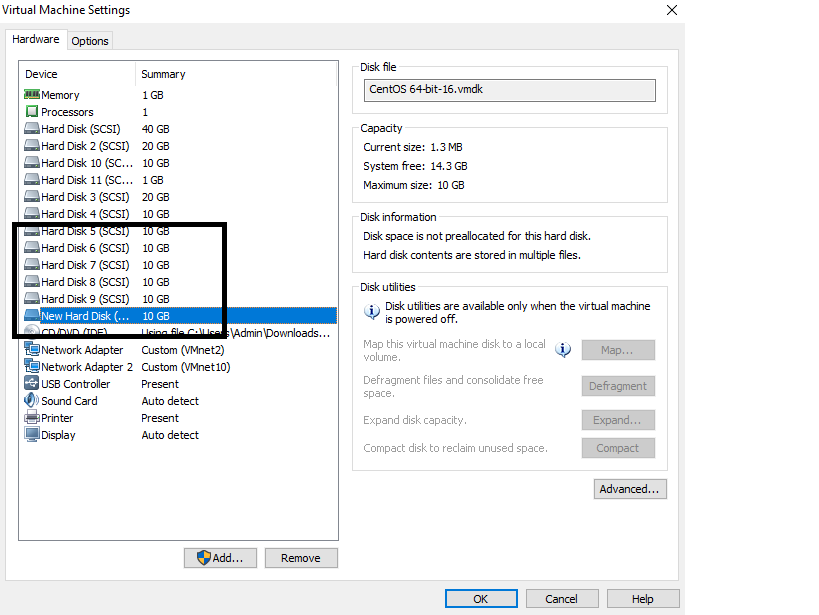 Virtual Machine Settings
Hardware Options
Device Summary
Memory 1 GB
Processors 1
Hard Disk (SCSI) 40 GB
Hard Disk 2 (SCSI) 20 GB
Hard Disk 10 (SC... 10 GB
Hard Disk 11 (SC... 1 GB
Hard Disk 3 (SCSI) 20 GB
Hard Disk 4 (SCSI) 10 GB
Hard Disk 5 (SCSI) 10 GB
Hard Disk 6 (SCSI) 10 GB
Hard Disk 7 (SCSI) 10 GB
Hard Disk 8 (SCSI) 10 GB
Hard Disk 9 (SCSI) 10 GB
New Hard Disk (... 10 GB
CD/DVD (IDE) Using file C:\Users\Admin\Downloads...
Network Adapter Custom (VMnet2)
Network Adapter 2 Custom (VMnet10)
USB Controller Present
Sound Card Auto detect
Printer Present
Display Auto detect
Add... Remove
Disk file
CentOS 64-bit-16.vmdk
Capacity
Current size: 1.3 MB
System free: 14.3 GB
Maximum size: 10 GB
Disk information
Disk space is not preallocated for this hard disk.
Hard disk contents are stored in multiple files.
Disk utilities
Disk utilities are available only when the virtual machine
is powered off.
Map this virtual machine disk to a local
volume.
Map...
Defragment files and consolidate free
space.
Defragment
Expand disk capacity.
Expand...
Compact disk to reclaim unused space.
Compact
Advanced...
OK Cancel Help